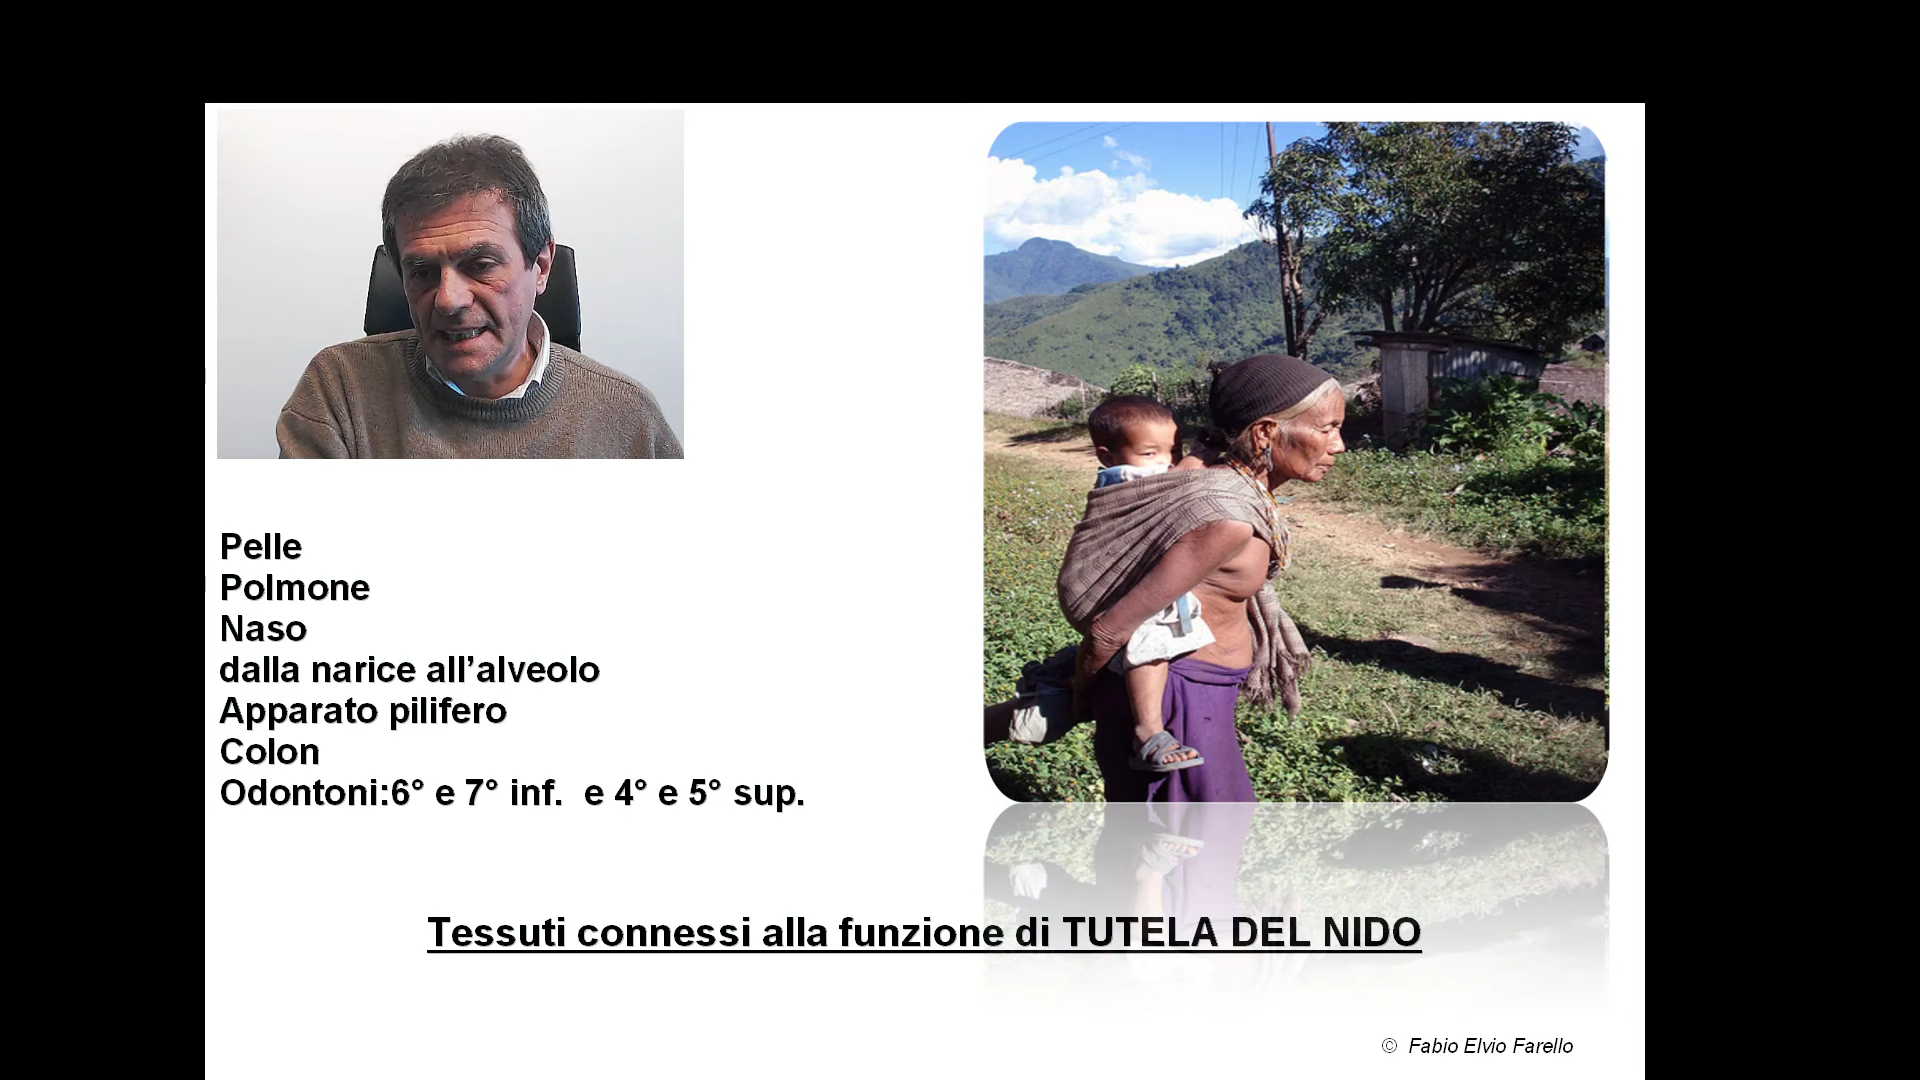 Pelle
Polmone
Naso
dalla narice all’alveolo
Apparato pilifero
Colon
Odontoni:6° e 7° inf.  e 4° e 5° sup.
Tessuti connessi alla funzione di TUTELA DEL NIDO
© Fabio Elvio Farello